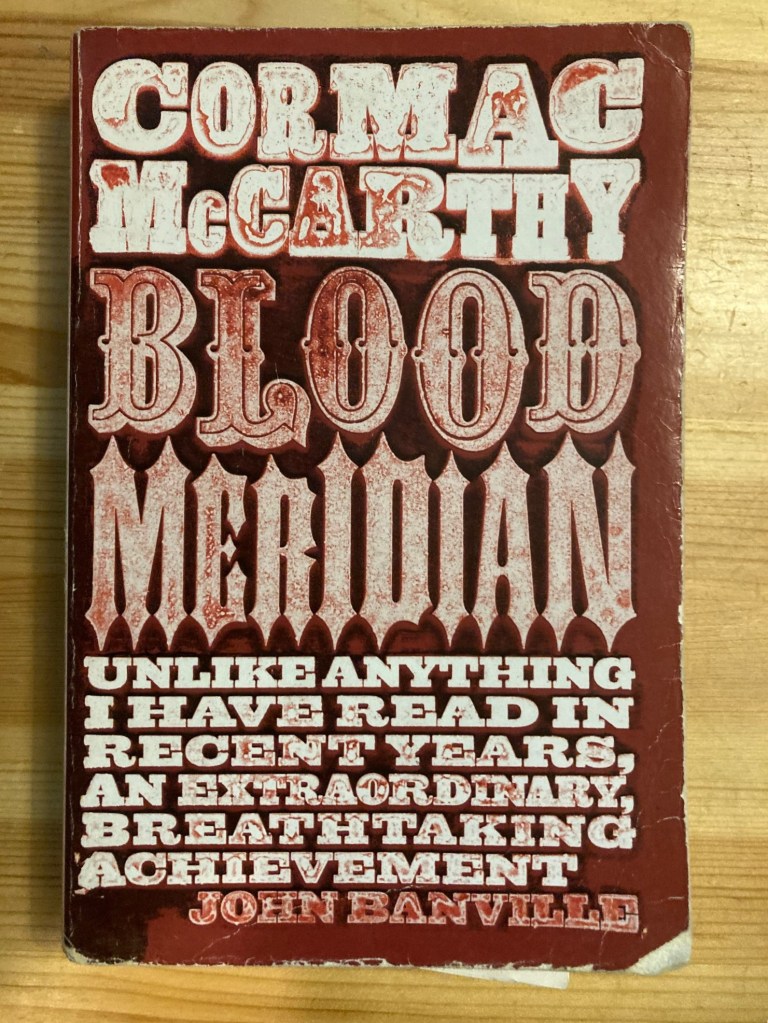 CORMAC
McCARTHY
BLOOD
MERIDIAN
UNLIKE ANYTHING
I HAVE READ IN
RECENT YEARS,
AN EXTRAORDINARY,
BREATHTAKING
ACHIEVEMENT
JOHN BANVILLE